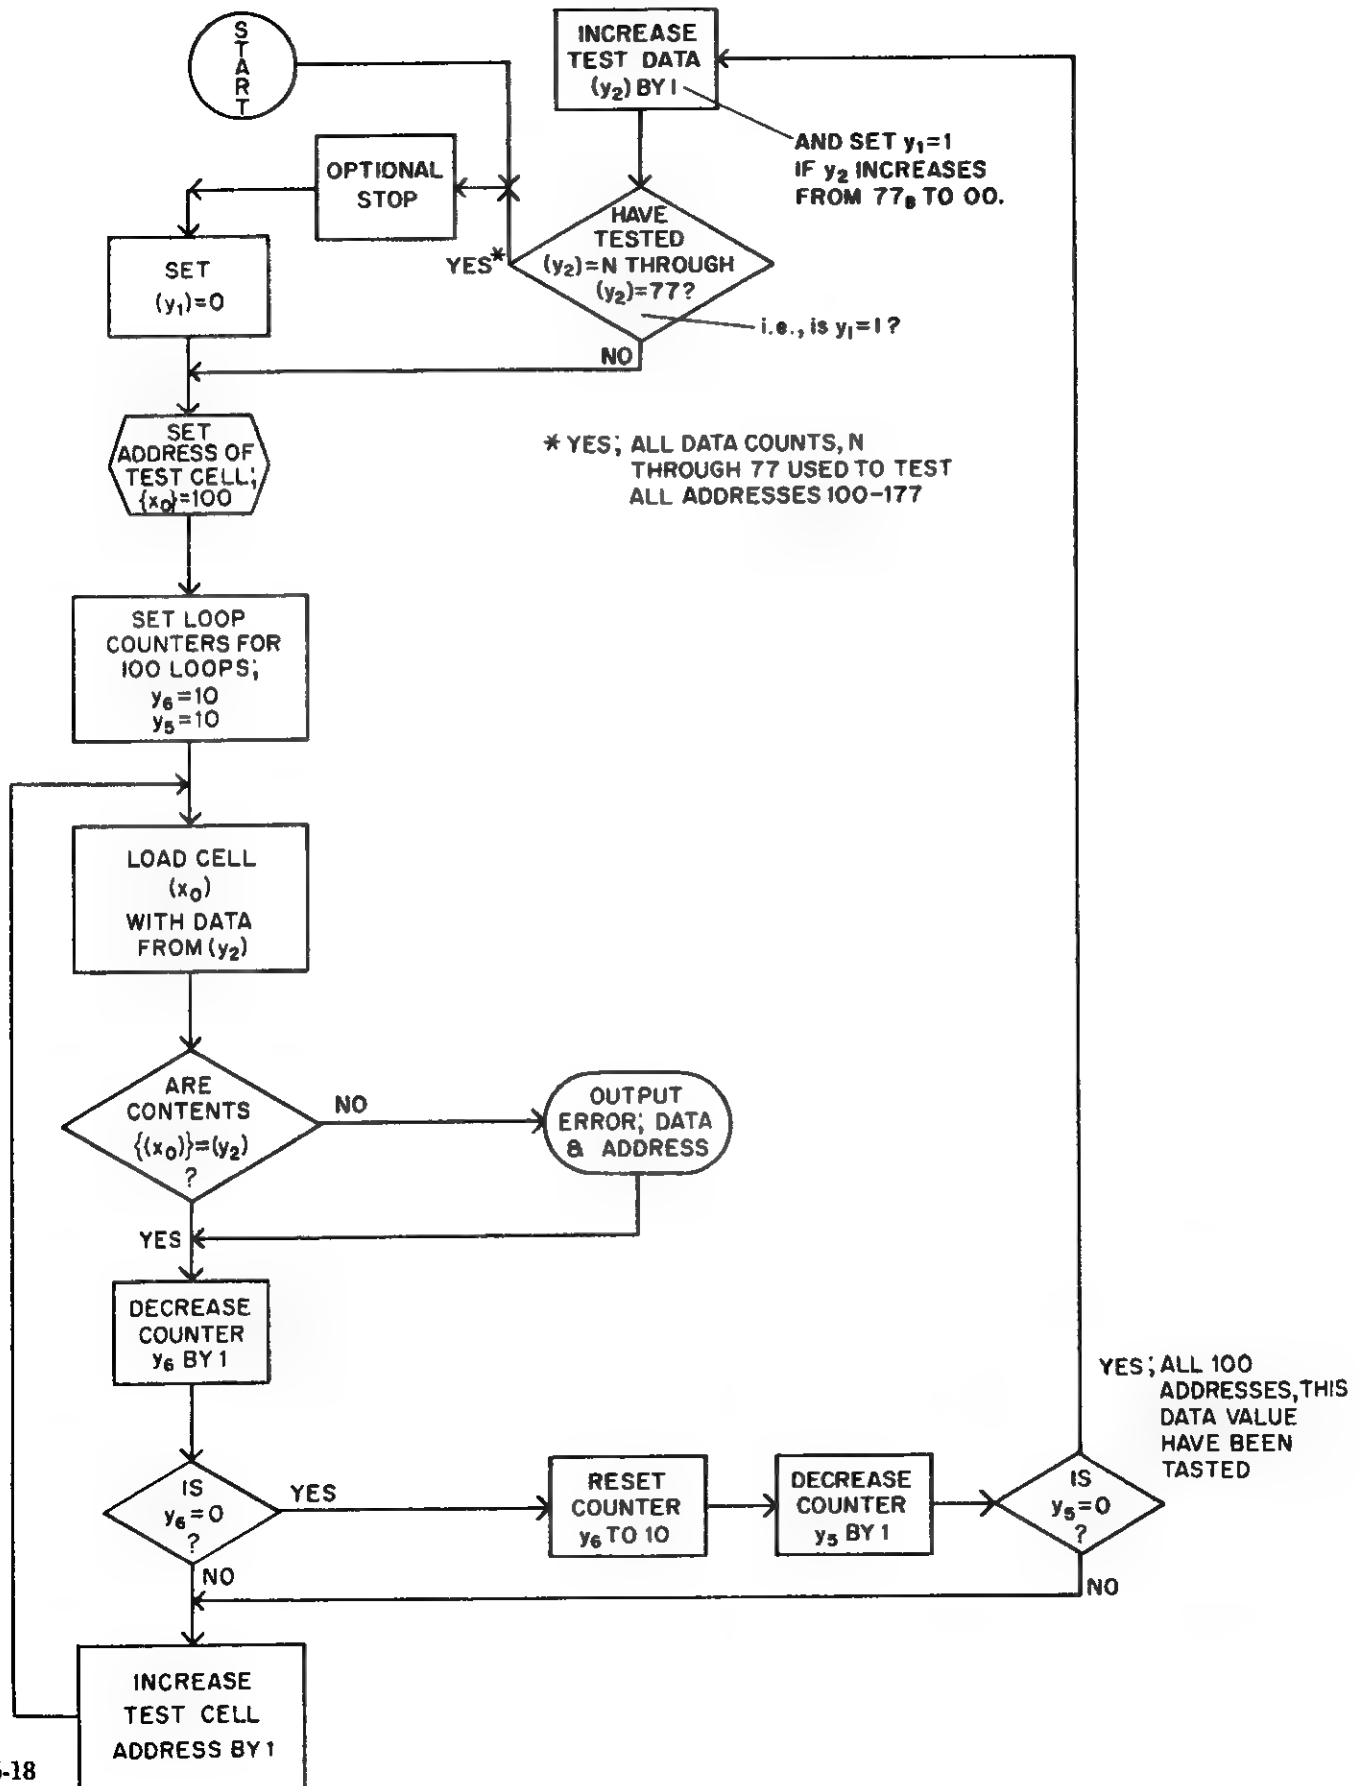 START
INCREASE
TEST DATA
(y₂) BY 1
AND SET y₁=1
IF y₂ INCREASES
FROM 77₈ TO 00.
OPTIONAL
STOP
HAVE
TESTED
(y₂)=N THROUGH
(y₂)=77?
YES*
i.e., is y₁=1?
NO
SET
(y₁)=0
SET
ADDRESS OF
TEST CELL;
{x₀}=100
* YES; ALL DATA COUNTS, N
THROUGH 77 USED TO TEST
ALL ADDRESSES 100-177
SET LOOP
COUNTERS FOR
100 LOOPS;
y₆=10
y₅=10
LOAD CELL
(x₀)
WITH DATA
FROM (y₂)
ARE
CONTENTS
{(x₀)}=(y₂)
?
NO
OUTPUT
ERROR; DATA
& ADDRESS
YES
DECREASE
COUNTER
y₆ BY 1
IS
y₆=0
?
YES
RESET
COUNTER
y₆ TO 10
DECREASE
COUNTER
y₅ BY 1
IS
y₅=0
?
YES; ALL 100
ADDRESSES, THIS
DATA VALUE
HAVE BEEN
TASTED
NO
NO
INCREASE
TEST CELL
ADDRESS BY 1
-18